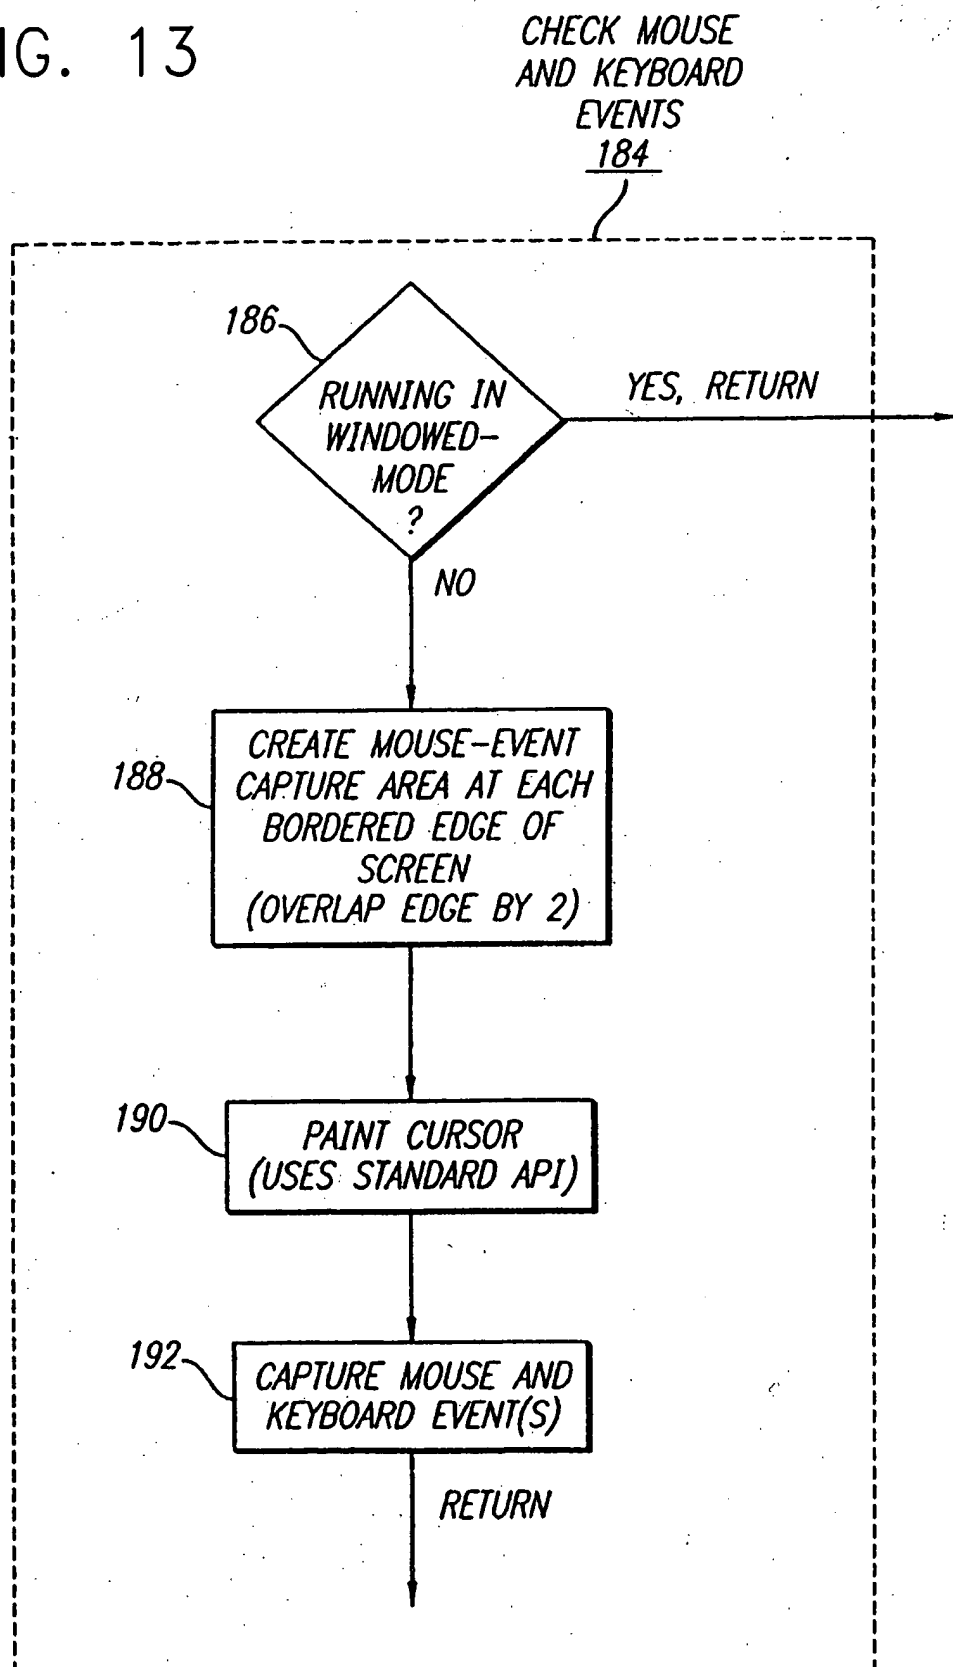 IG. 13
CHECK MOUSE
AND KEYBOARD
EVENTS
184
186
RUNNING IN
WINDOWED-
MODE
?
YES, RETURN
NO
188
CREATE MOUSE-EVENT
CAPTURE AREA AT EACH
BORDERED EDGE OF
SCREEN
(OVERLAP EDGE BY 2)
190
PAINT CURSOR
(USES STANDARD API)
192
CAPTURE MOUSE AND
KEYBOARD EVENT(S)
RETURN